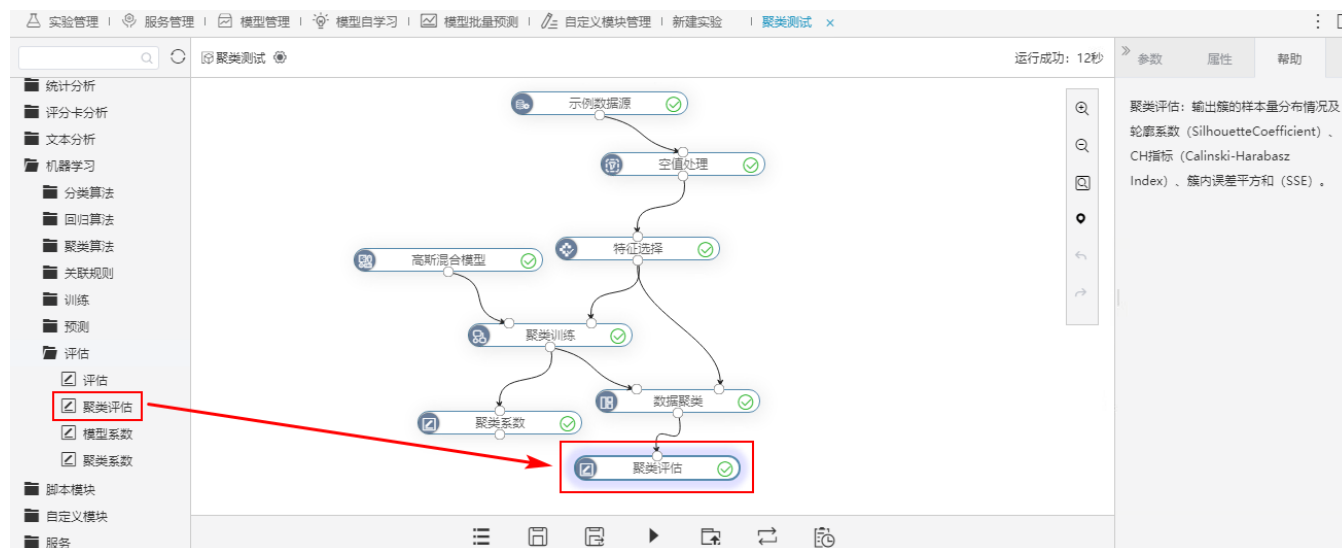 实验管理 | 服务管理 | 模型管理 | 模型自学习 | 模型批量预测 | 自定义模块管理 | 新建实验 | 聚类测试 ×
聚类测试
运行成功: 12秒
参数 属性 帮助
统计分析
评分卡分析
文本分析
机器学习
分类算法
回归算法
聚类算法
关联规则
训练
预测
评估
评估
聚类评估
模型系数
聚类系数
脚本模块
自定义模块
服务
示例数据源
空值处理
特征选择
高斯混合模型
聚类训练
数据聚类
聚类系数
聚类评估
聚类评估：输出簇的样本量分布情况及
轮廓系数（SilhouetteCoefficient）、
CH指标（Calinski-Harabasz
Index）、簇内误差平方和（SSE）。